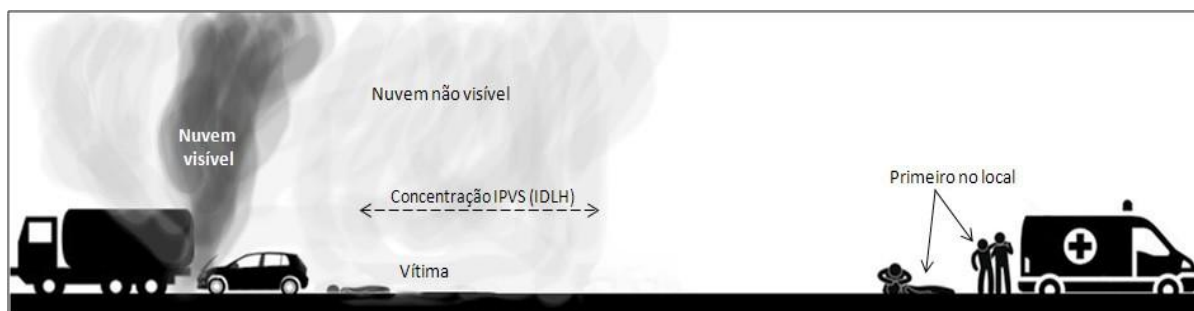 Nuvem não visível
Nuvem
visível
Concentração IPVS (IDLH)
Primeiro no local
Vítima